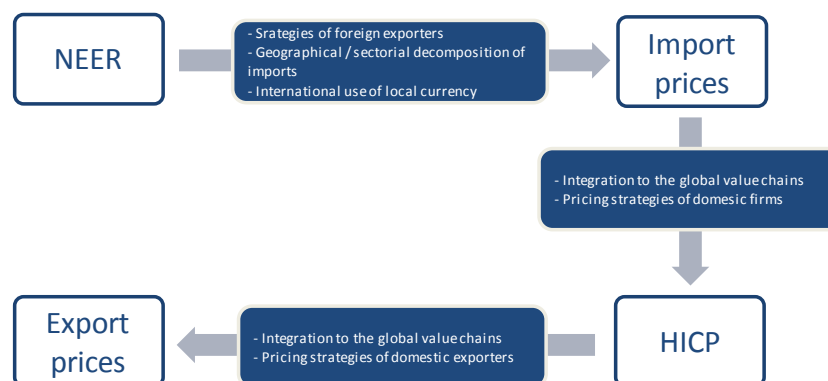 NEER
- Srategies of foreign exporters
- Geographical / sectorial decomposition of
imports
- International use of local currency
Import
prices
- Integration to the global value chains
- Pricing strategies of domesic firms
Export
prices
- Integration to the global value chains
- Pricing strategies of domestic exporters
HICP